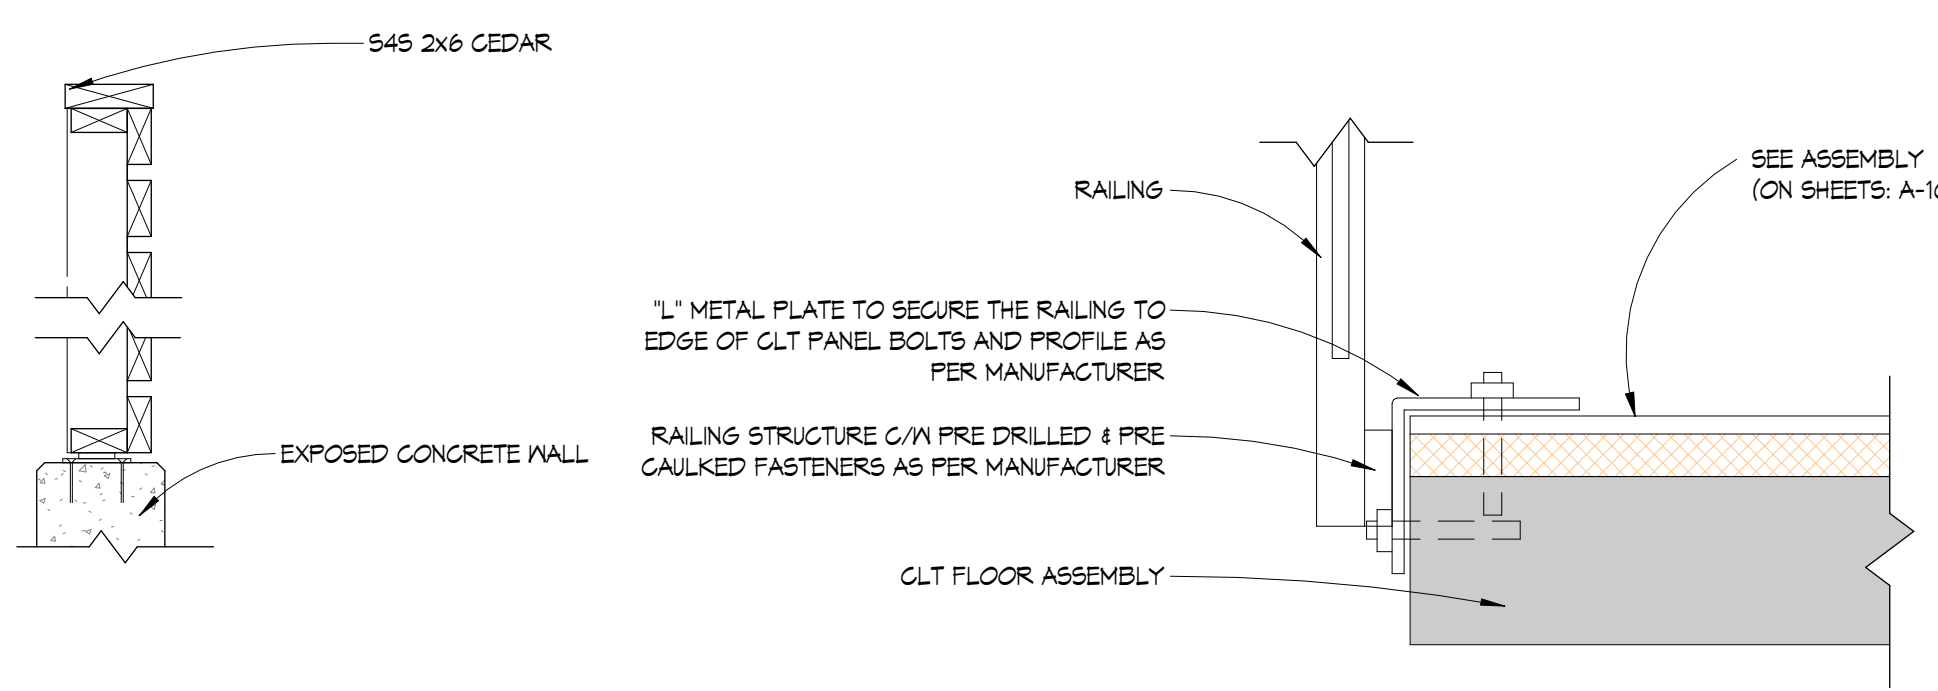 S4S 2x6 CEDAR
EXPOSED CONCRETE WALL
RAILING
"L" METAL PLATE TO SECURE THE RAILING TO
EDGE OF CLT PANEL BOLTS AND PROFILE AS
PER MANUFACTURER
RAILING STRUCTURE C/W PRE DRILLED & PRE
CAULKED FASTENERS AS PER MANUFACTURER
CLT FLOOR ASSEMBLY
SEE ASSEMBLY
(ON SHEETS: